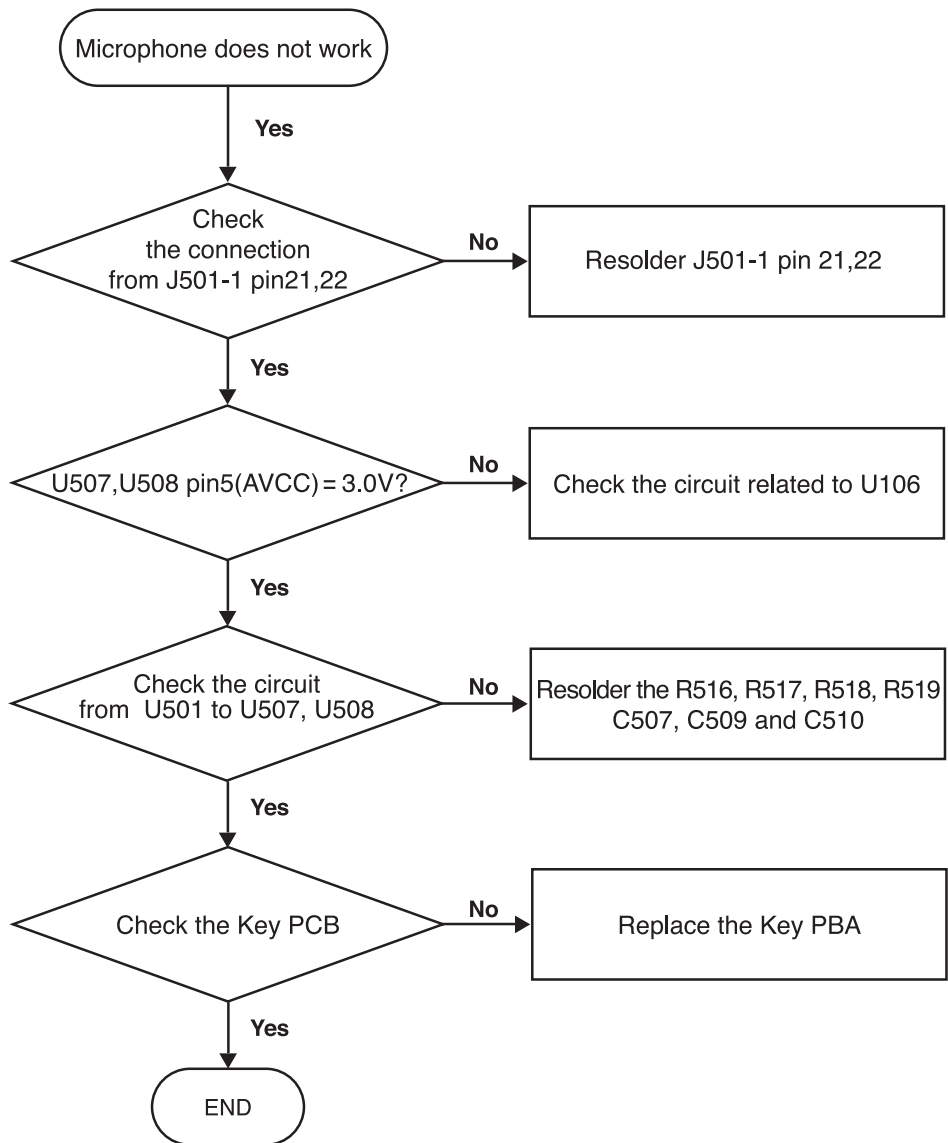 Microphone does not work
Yes
Check
the connection
from J501-1 pin21,22
No
Resolder J501-1 pin 21,22
Yes
U507,U508 pin5(AVCC) = 3.0V?
No
Check the circuit related to U106
Yes
Check the circuit
from U501 to U507, U508
No
Resolder the R516, R517, R518, R519
C507, C509 and C510
Yes
Check the Key PCB
No
Replace the Key PBA
Yes
END